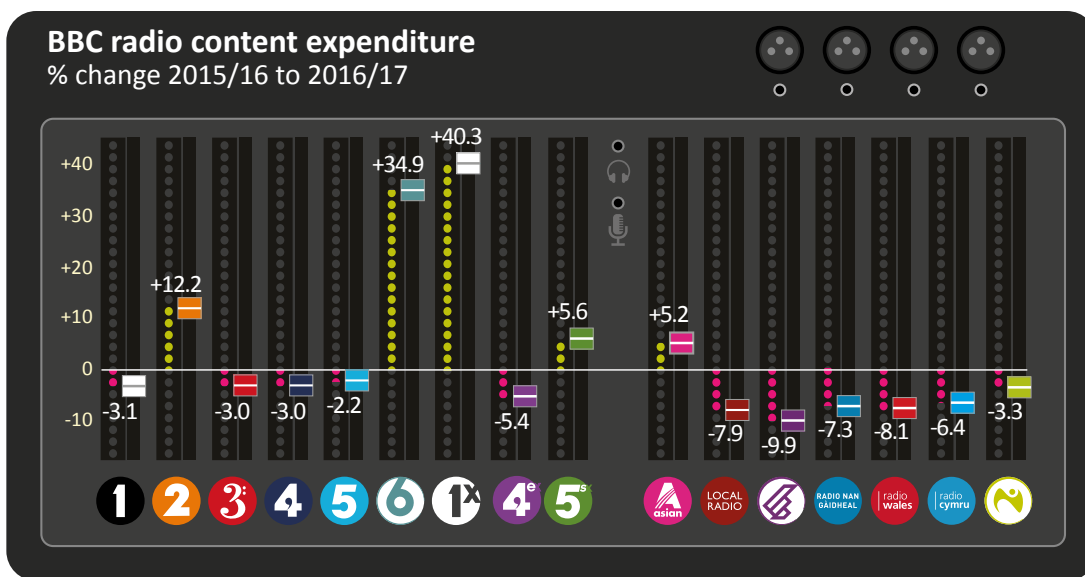 BBC radio content expenditure
% change 2015/16 to 2016/17
+40
+30
+20
+10
0
-10
-3.1
+12.2
-3.0
-3.0
-2.2
+34.9
+40.3
-5.4
+5.6
+5.2
-7.9
-9.9
-7.3
-8.1
-6.4
-3.3
1
2
3
4
5
6
1X
4e
5s
asian
LOCAL
RADIO
RADIO NAN
GÀIDHEAL
radio
wales
radio
cymru